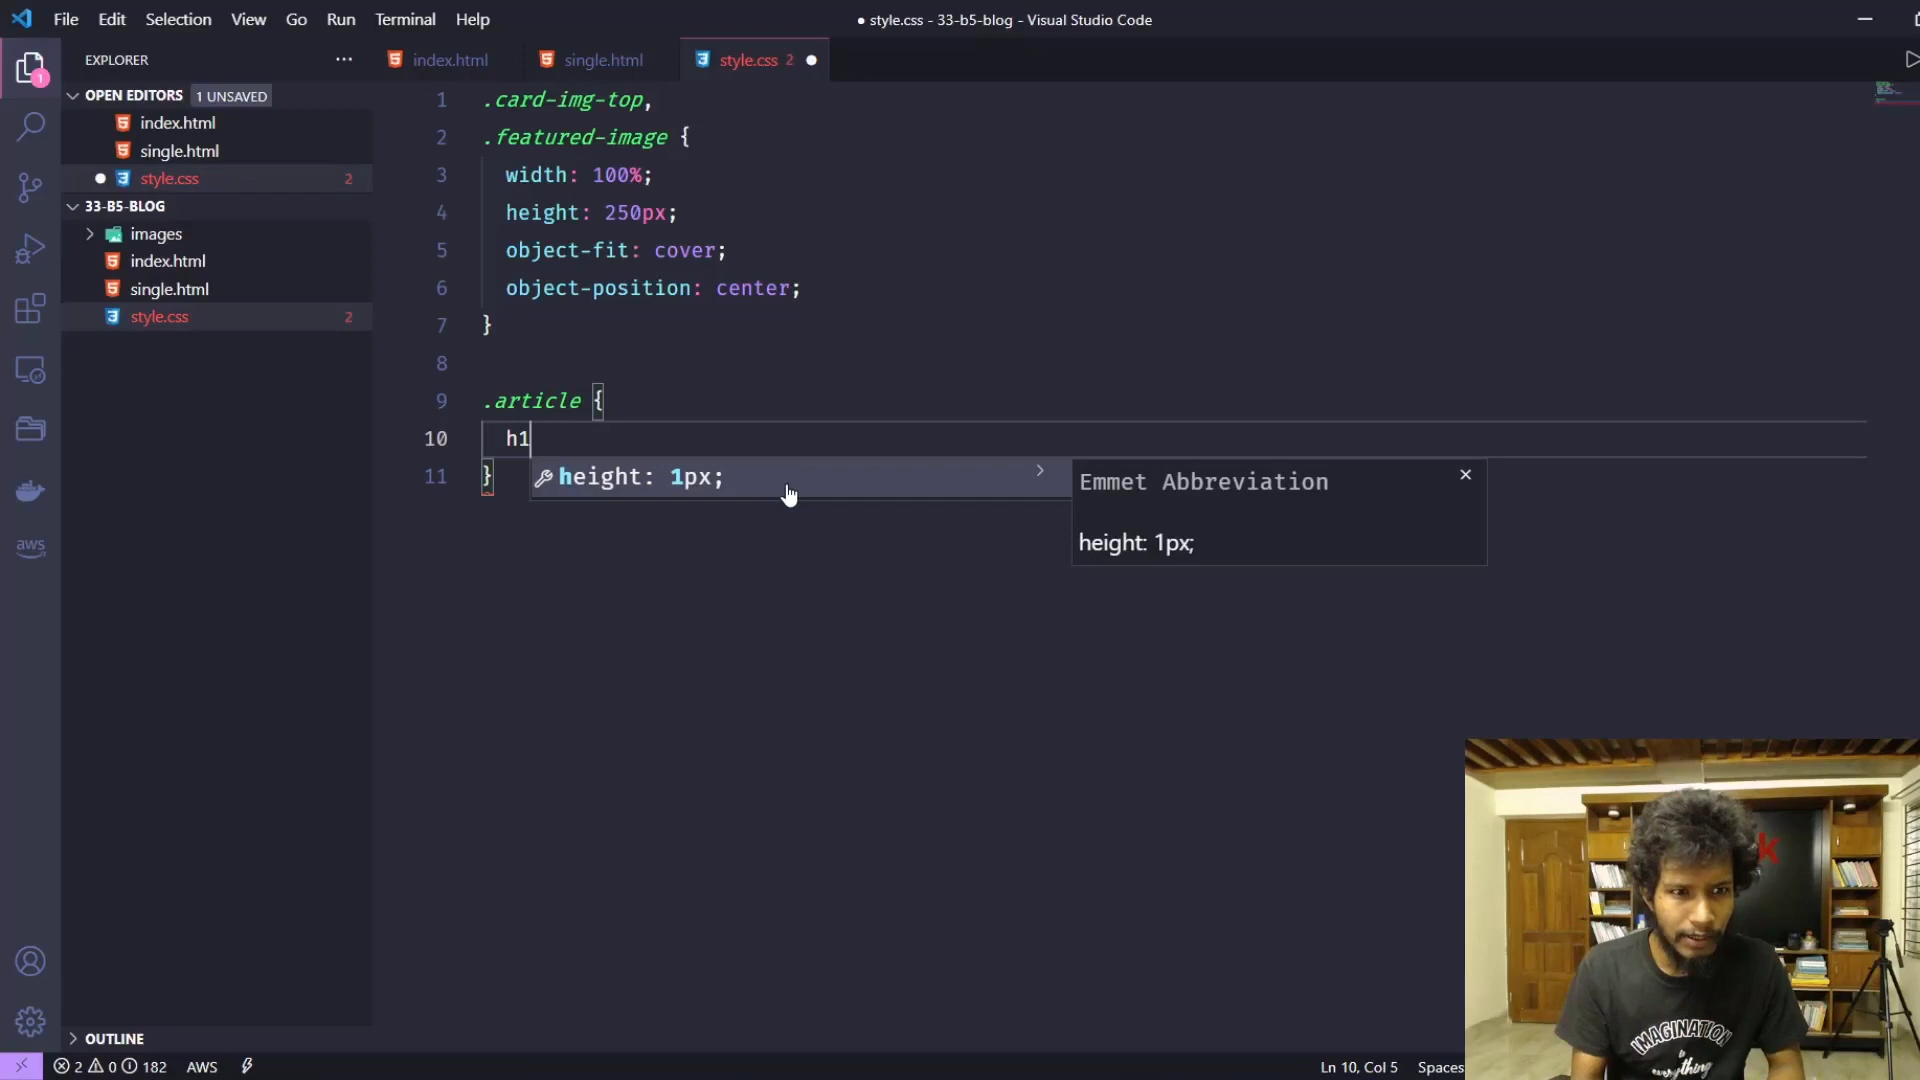 File Edit Selection View Go Run Terminal Help
● style.css - 33-b5-blog - Visual Studio Code
EXPLORER ···
index.html single.html style.css 2 ●
OPEN EDITORS 1 UNSAVED
index.html
single.html
style.css 2
33-B5-BLOG
images
index.html
single.html
style.css 2
1 .card-img-top,
2 .featured-image {
3 width: 100%;
4 height: 250px;
5 object-fit: cover;
6 object-position: center;
7 }
8
9 .article {
10 h1
11 }
height: 1px;
Emmet Abbreviation
height: 1px;
1
aws
k
IMAGINATION
is
everything
OUTLINE
2 0 182 AWS
Ln 10, Col 5 Spaces